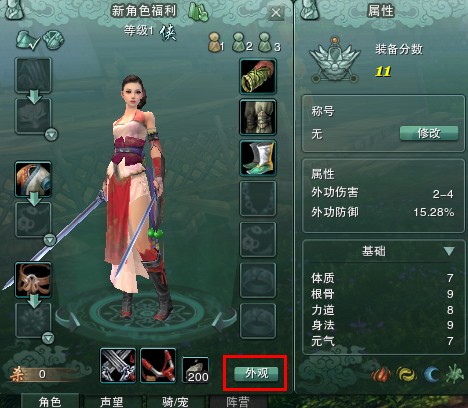 新角色福利
等级1 侠
1 2 3
杀 0
200
外观
角色 声望 骑/宠 阵营
属性
装备分数
11
称号
无 修改
属性
外功伤害 2-4
外功防御 15.28%
基础
体质 7
根骨 9
力道 8
身法 9
元气 7